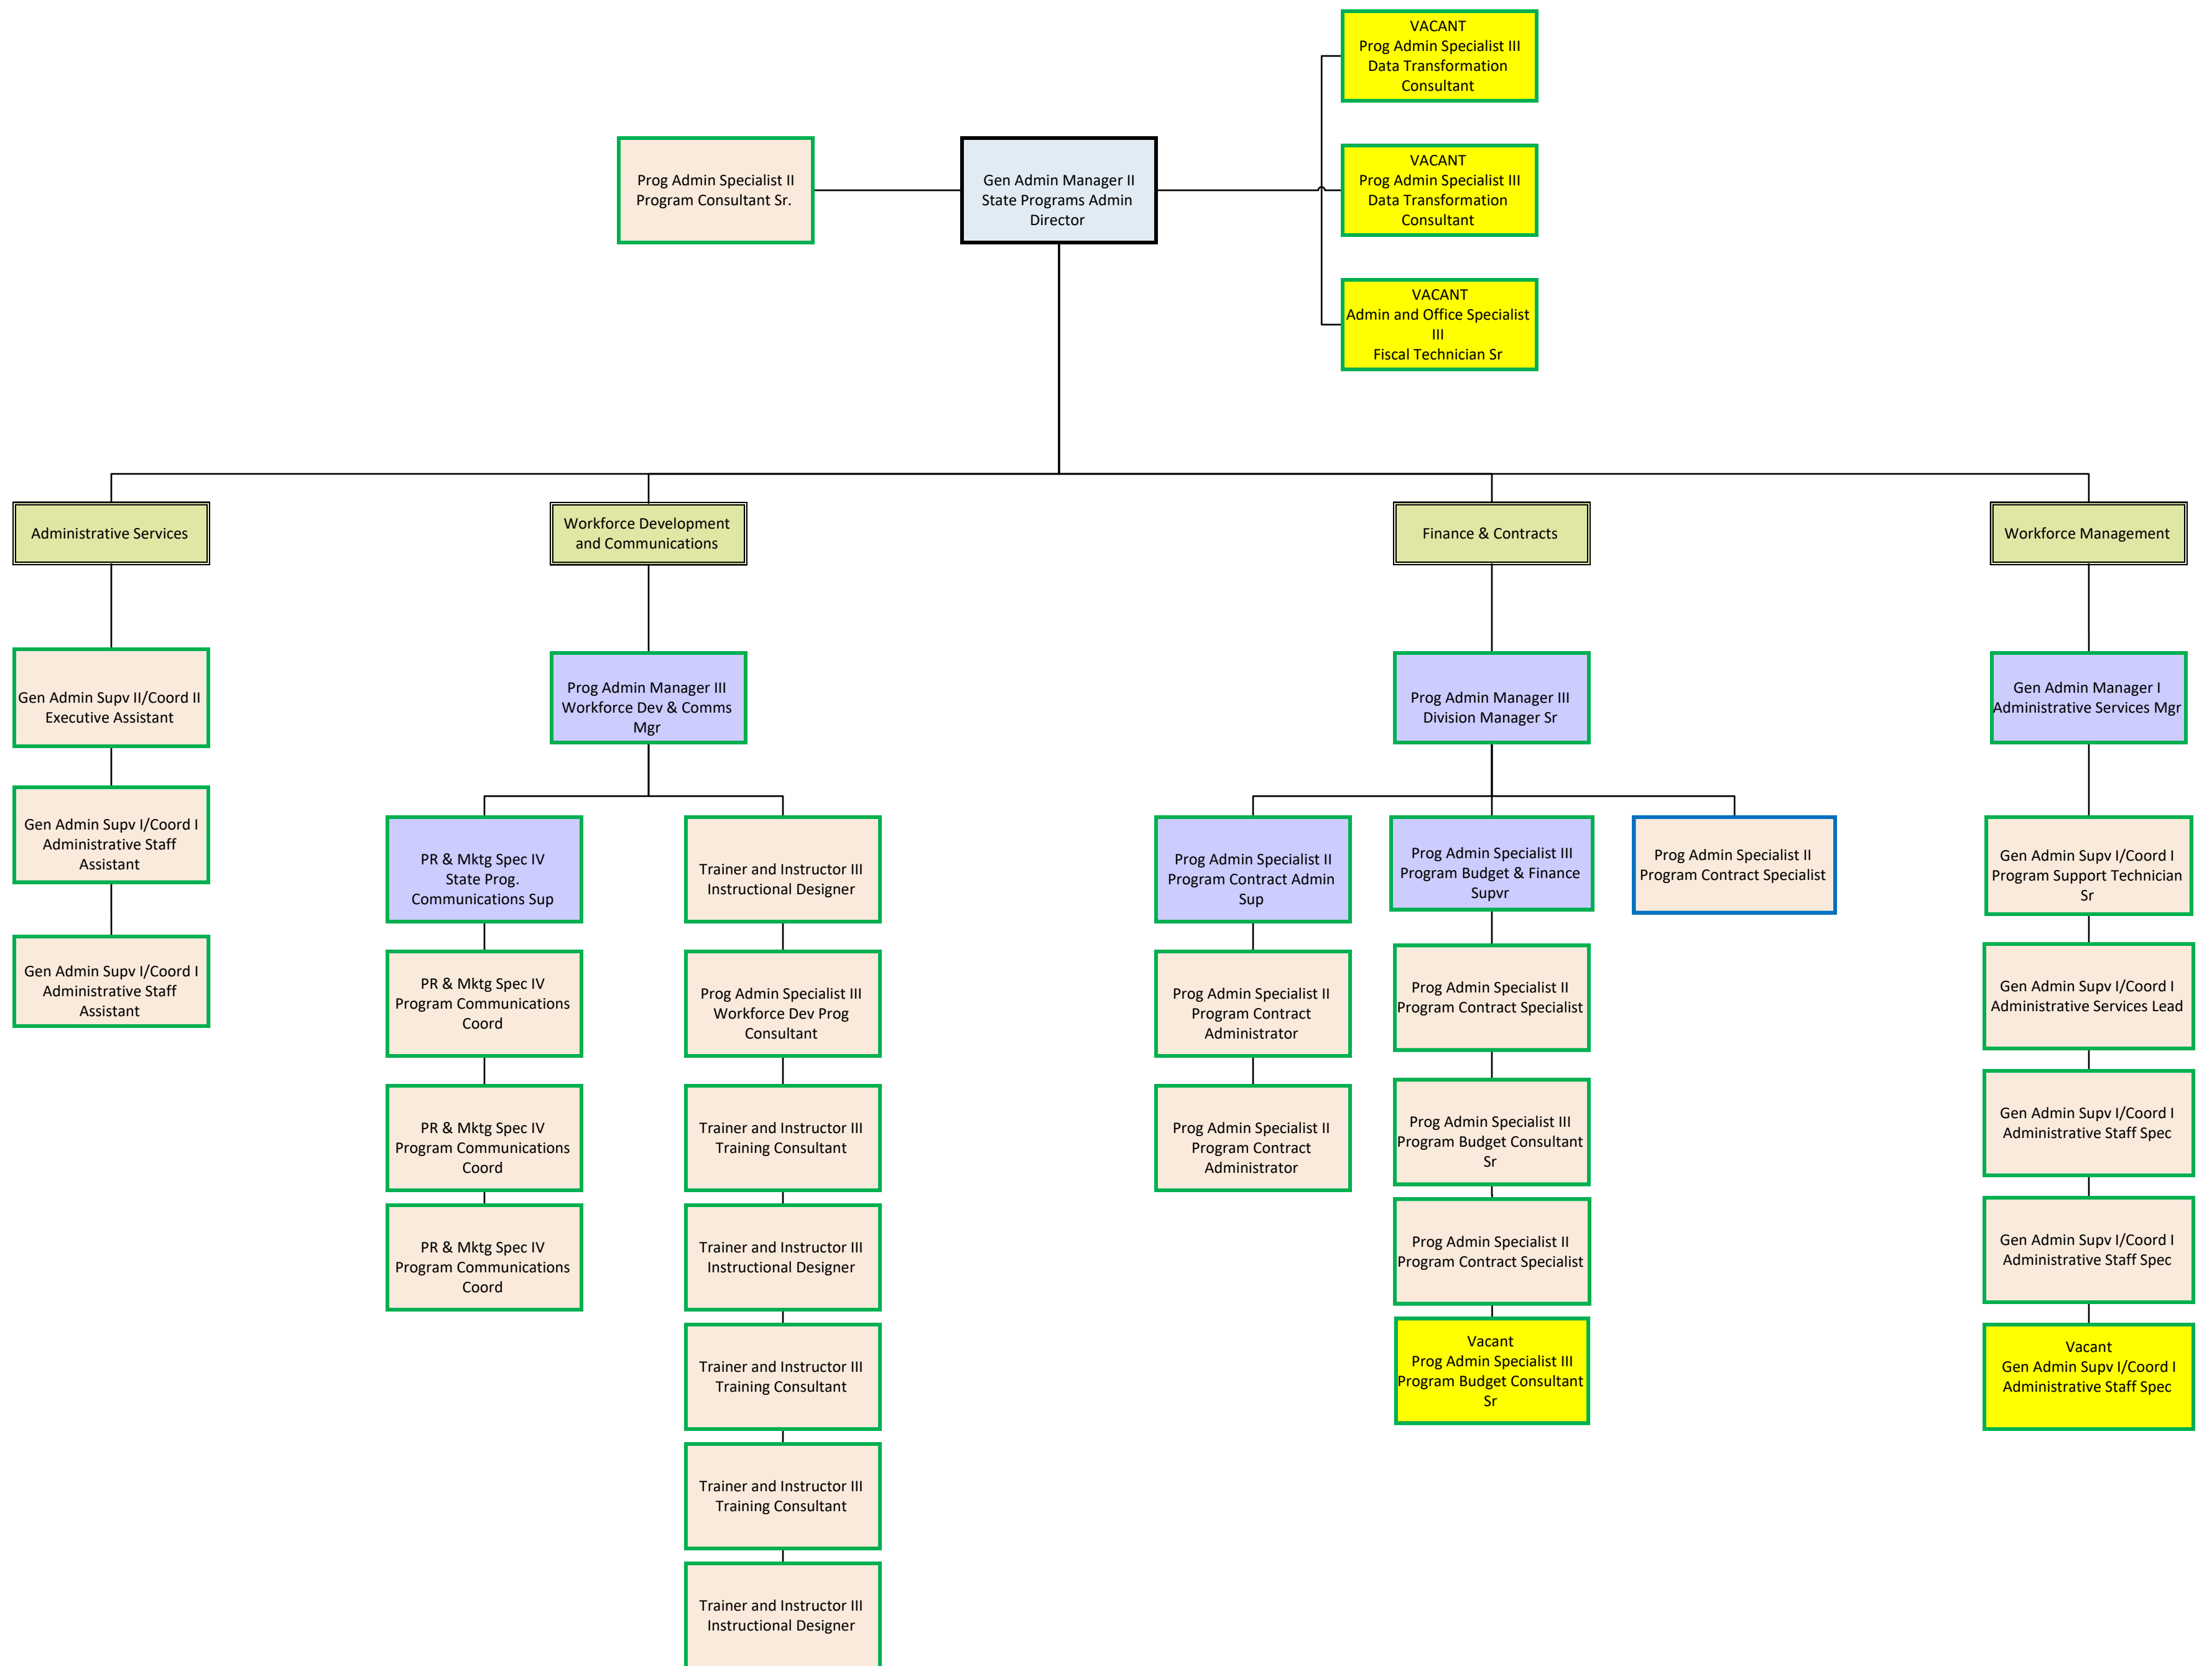 VACANT
Prog Admin Specialist III
Data Transformation
Consultant
Prog Admin Specialist II
Program Consultant Sr.
Gen Admin Manager II
State Programs Admin
Director
VACANT
Prog Admin Specialist III
Data Transformation
Consultant
VACANT
Admin and Office Specialist
III
Fiscal Technician Sr
Administrative Services
Workforce Development
and Communications
Finance & Contracts
Workforce Management
Gen Admin Supv II/Coord II
Executive Assistant
Gen Admin Supv I/Coord I
Administrative Staff
Assistant
Gen Admin Supv I/Coord I
Administrative Staff
Assistant
Prog Admin Manager III
Workforce Dev & Comms
Mgr
PR & Mktg Spec IV
State Prog.
Communications Sup
PR & Mktg Spec IV
Program Communications
Coord
PR & Mktg Spec IV
Program Communications
Coord
PR & Mktg Spec IV
Program Communications
Coord
Trainer and Instructor III
Instructional Designer
Prog Admin Specialist III
Workforce Dev Prog
Consultant
Trainer and Instructor III
Training Consultant
Trainer and Instructor III
Instructional Designer
Trainer and Instructor III
Training Consultant
Trainer and Instructor III
Training Consultant
Trainer and Instructor III
Instructional Designer
Prog Admin Manager III
Division Manager Sr
Prog Admin Specialist II
Program Contract Admin
Sup
Prog Admin Specialist II
Program Contract
Administrator
Prog Admin Specialist II
Program Contract
Administrator
Prog Admin Specialist III
Program Budget & Finance
Supvr
Prog Admin Specialist II
Program Contract Specialist
Prog Admin Specialist III
Program Budget Consultant
Sr
Prog Admin Specialist II
Program Contract Specialist
Vacant
Prog Admin Specialist III
Program Budget Consultant
Sr
Prog Admin Specialist II
Program Contract Specialist
Gen Admin Manager I
Administrative Services Mgr
Gen Admin Supv I/Coord I
Program Support Technician
Sr
Gen Admin Supv I/Coord I
Administrative Services Lead
Gen Admin Supv I/Coord I
Administrative Staff Spec
Gen Admin Supv I/Coord I
Administrative Staff Spec
Vacant
Gen Admin Supv I/Coord I
Administrative Staff Spec